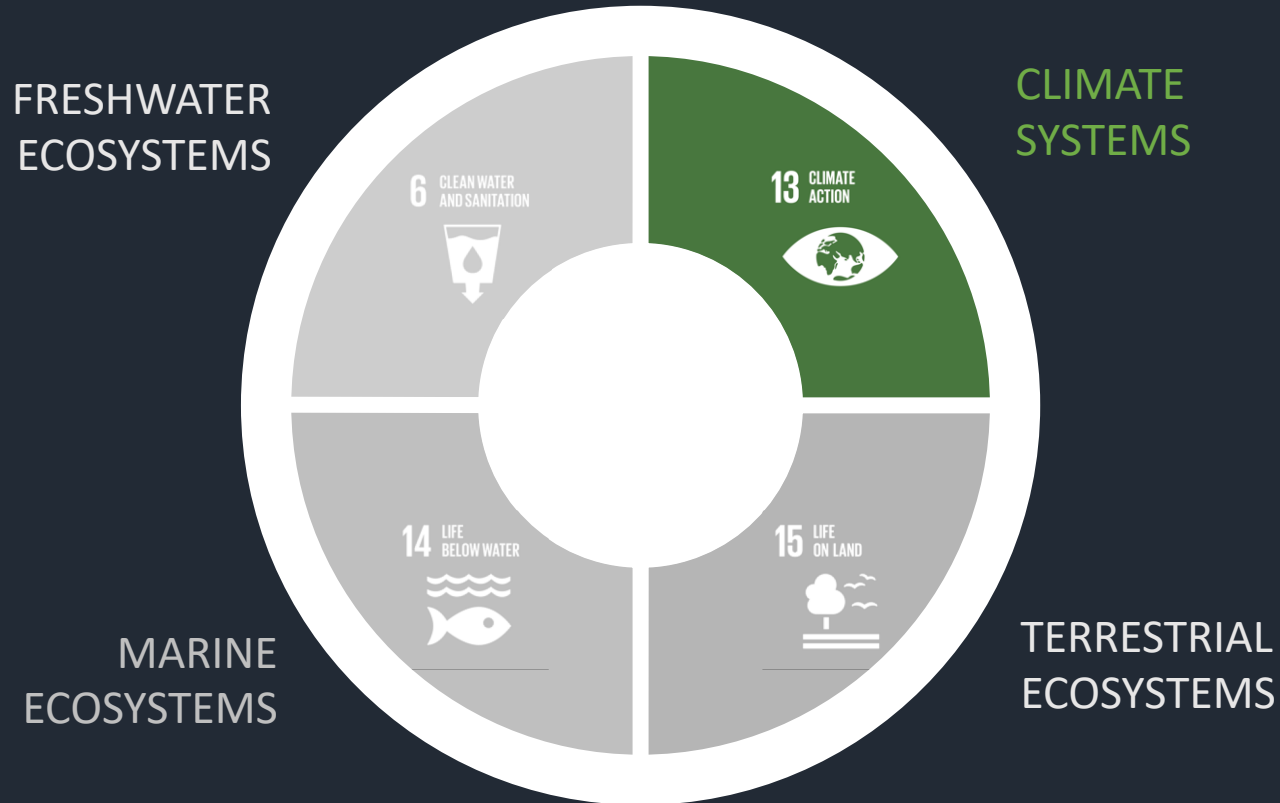 FRESHWATER
ECOSYSTEMS
CLIMATE
SYSTEMS
6 CLEAN WATER
AND SANITATION
13 CLIMATE
ACTION
14 LIFE
BELOW WATER
15 LIFE
ON LAND
MARINE
ECOSYSTEMS
TERRESTRIAL
ECOSYSTEMS